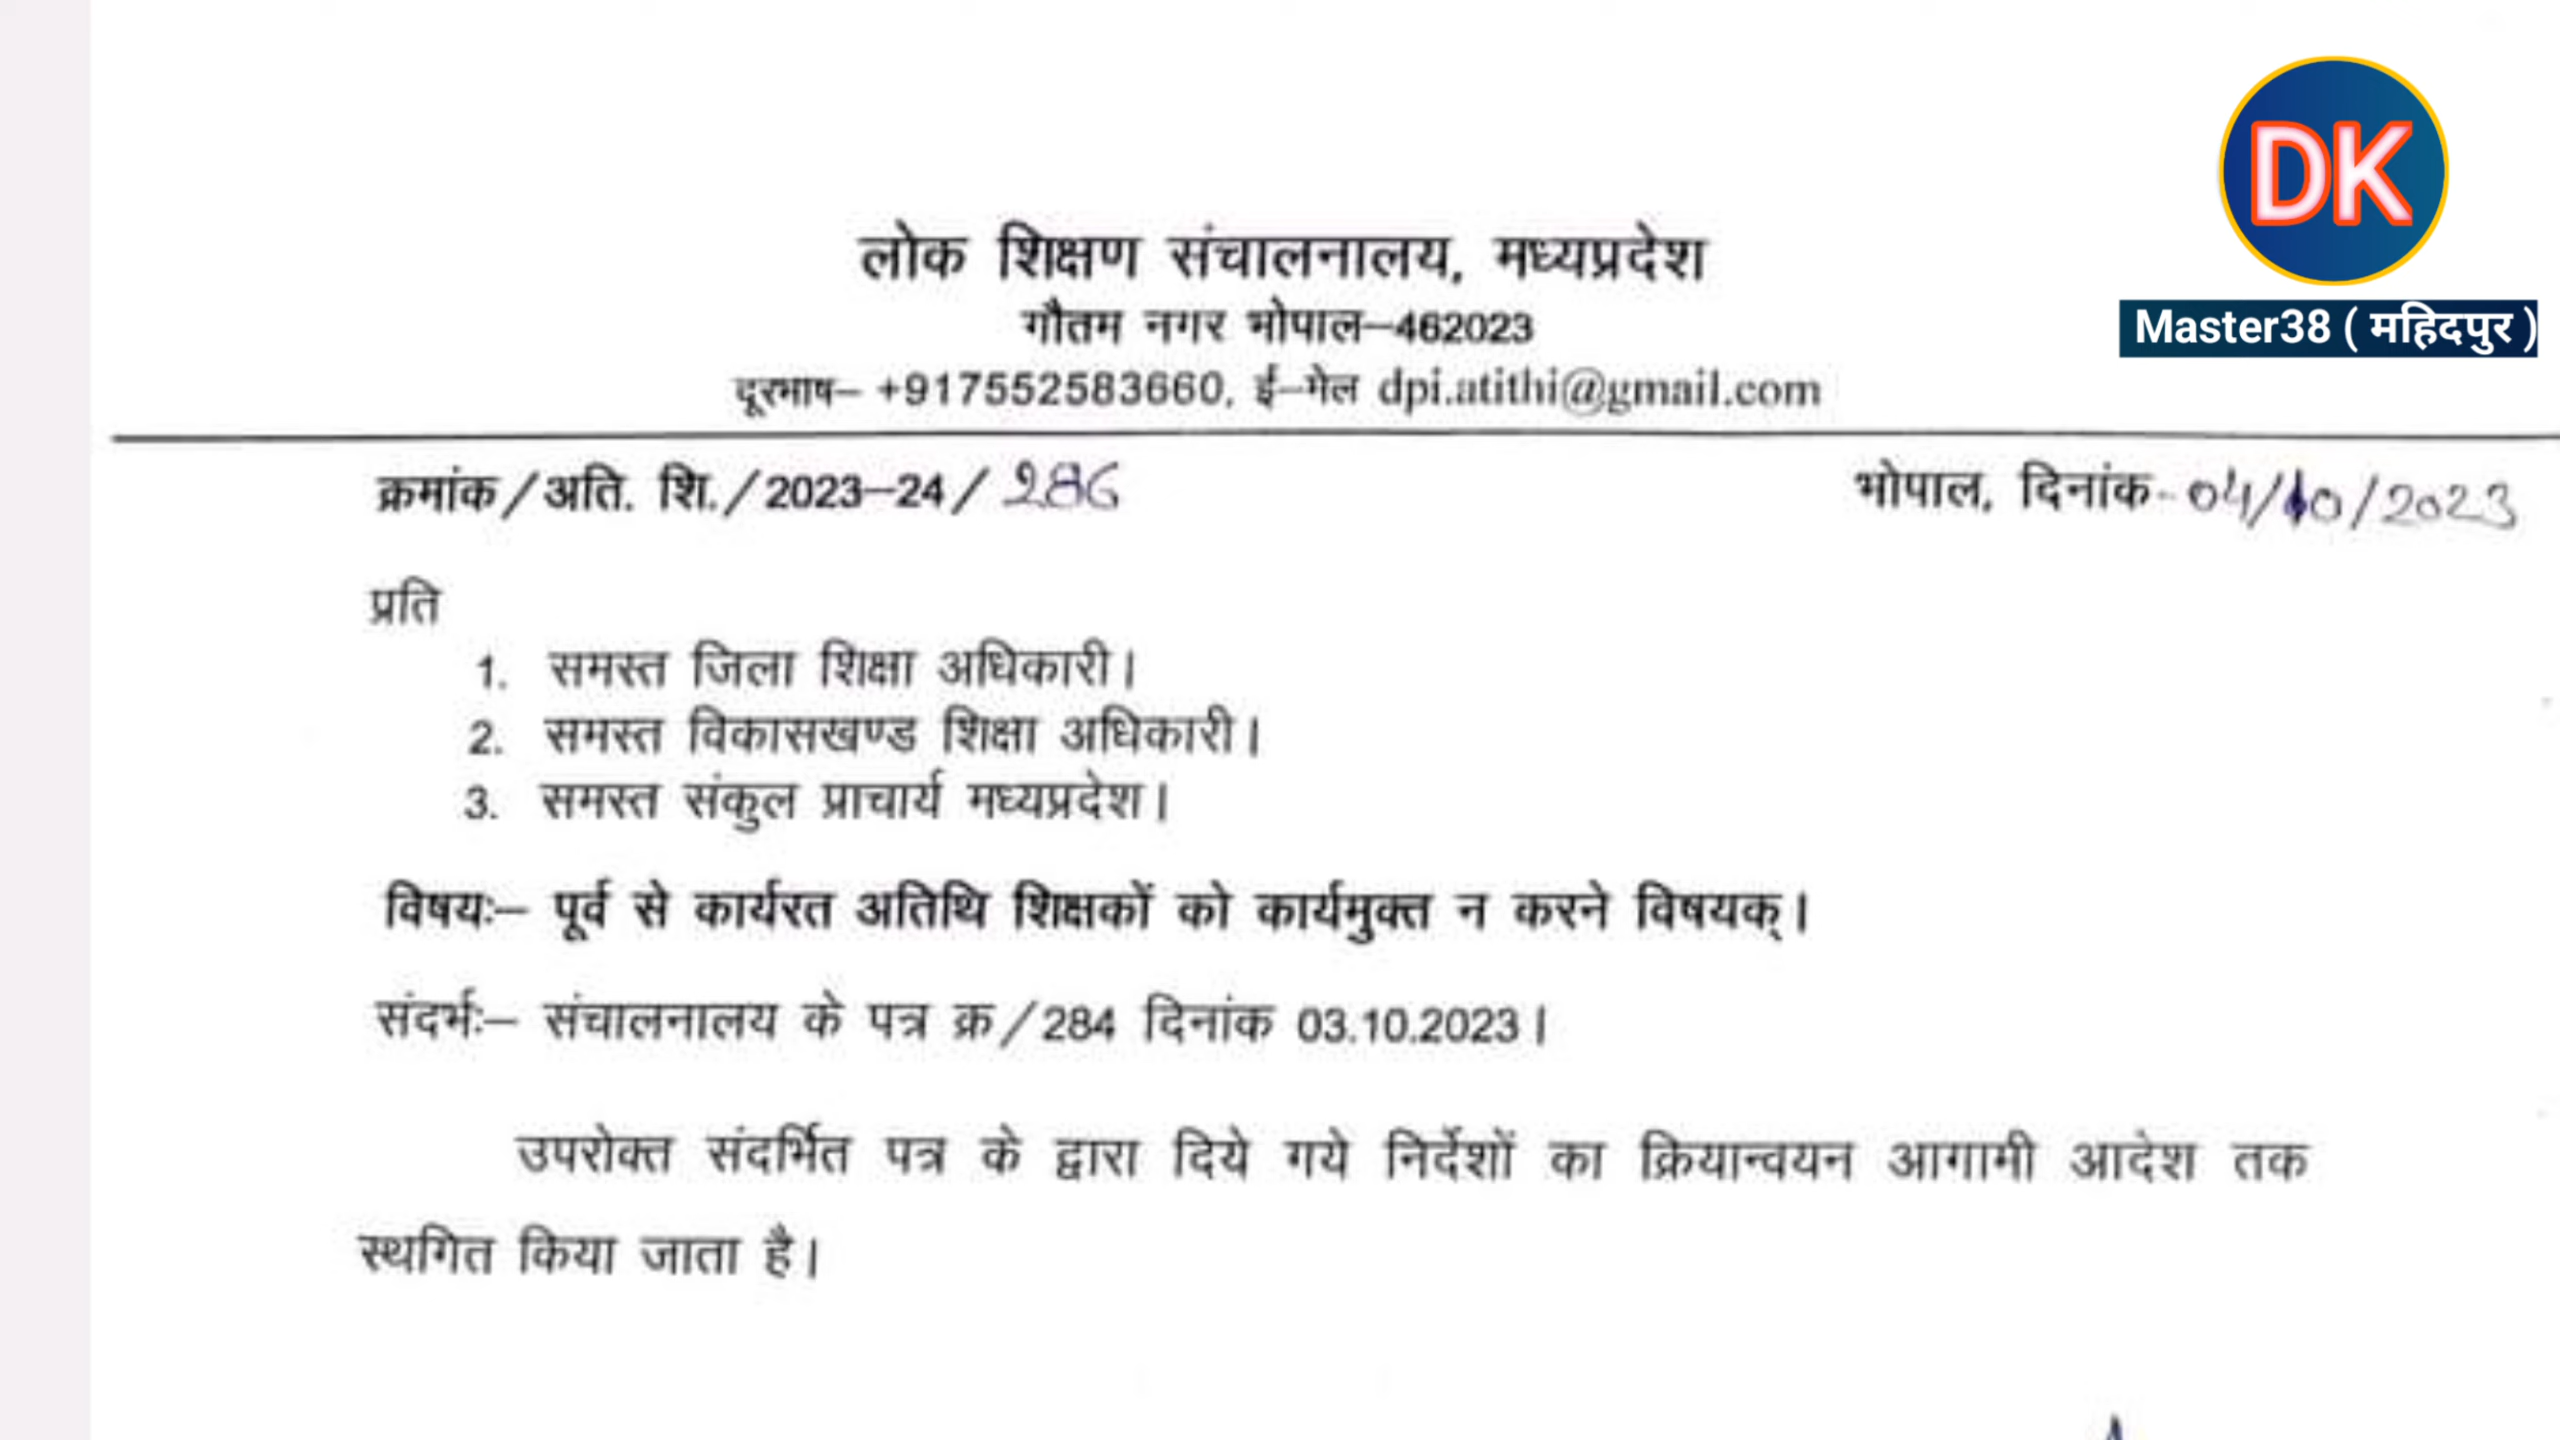 DK
Master38 ( महिदपुर )
लोक शिक्षण संचालनालय, मध्यप्रदेश
गौतम नगर भोपाल–462023
दूरभाष– +917552583660, ई–मेल dpi.atithi@gmail.com
क्रमांक/अति. शि./2023–24/ 286 भोपाल, दिनांक- 04/10/2023
प्रति
1. समस्त जिला शिक्षा अधिकारी।
2. समस्त विकासखण्ड शिक्षा अधिकारी।
3. समस्त संकुल प्राचार्य मध्यप्रदेश।
विषयः– पूर्व से कार्यरत अतिथि शिक्षकों को कार्यमुक्त न करने विषयक्।
संदर्भः– संचालनालय के पत्र क्र/284 दिनांक 03.10.2023।
उपरोक्त संदर्भित पत्र के द्वारा दिये गये निर्देशों का क्रियान्वयन आगामी आदेश तक
स्थगित किया जाता है।